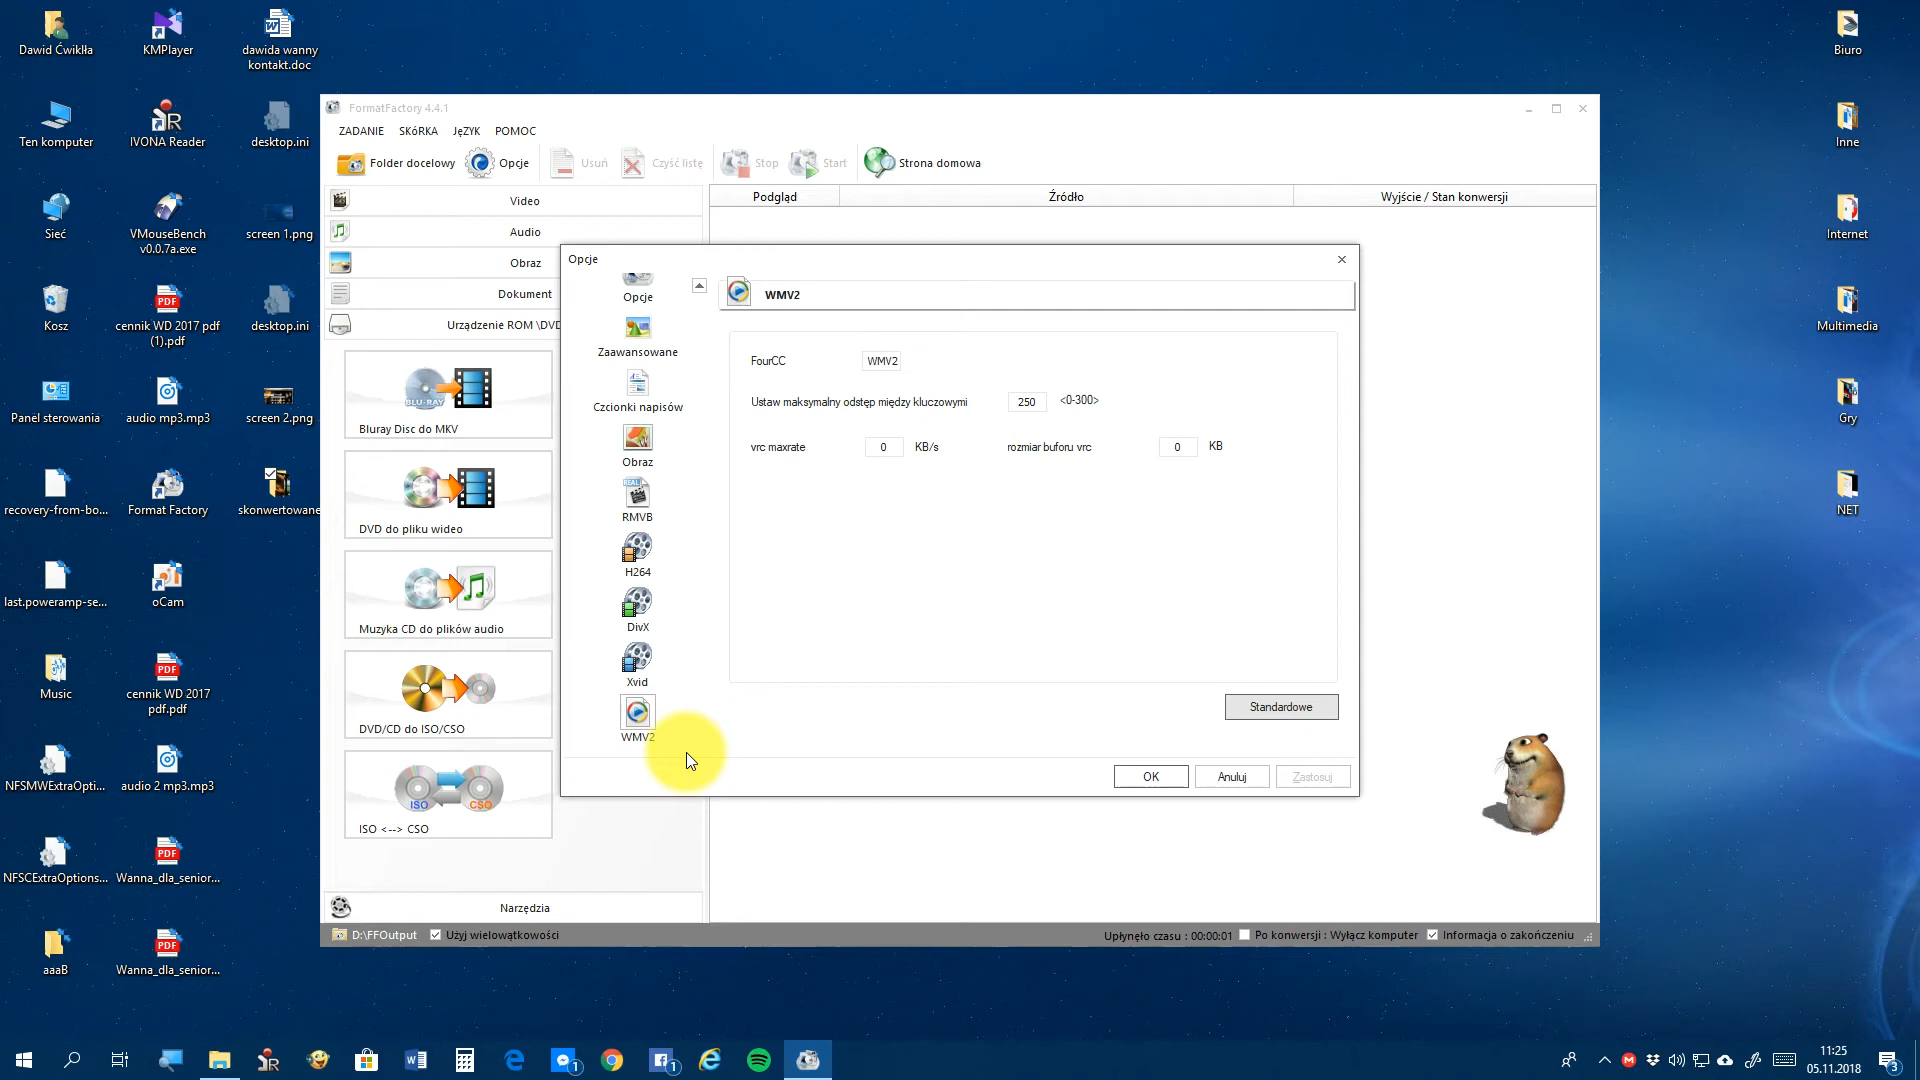 Dawid Ćwiklła
KMPlayer
dawida wanny
kontakt.doc
Ten komputer
IVONA Reader
desktop.ini
Sieć
VMouseBench
v0.0.7a.exe
screen 1.png
Kosz
cennik WD 2017 pdf
(1).pdf
desktop.ini
Panel sterowania
audio mp3.mp3
screen 2.png
recovery-from-bo...
Format Factory
skonwertowane
last.poweramp-se...
oCam
Music
cennik WD 2017
pdf.pdf
NFSMWExtraOpti...
audio 2 mp3.mp3
NFSCExtraOptions...
Wanna_dla_senior...
aaaB
Wanna_dla_senior...
FormatFactory 4.4.1
ZADANIE SKóRKA JęZYK POMOC
Folder docelowy Opcje Usuń Czyść listę Stop Start Strona domowa
Video
Audio
Obraz
Dokument
Urządzenie ROM \DVD
Podgląd Źródło Wyjście / Stan konwersji
BLU-RAY
Bluray Disc do MKV
DVD do pliku wideo
Muzyka CD do plików audio
DVD/CD do ISO/CSO
ISO CSO
ISO <--> CSO
Narzędzia
D:\FFOutput Użyj wielowątkowości
Upłynęło czasu : 00:00:01 Po konwersji : Wyłącz komputer Informacja o zakończeniu
Opcje
Opcje
Zaawansowane
Czcionki napisów
Obraz
REAL
RMVB
H264
DivX
Xvid
WMV2
WMV2
FourCC WMV2
Ustaw maksymalny odstęp między kluczowymi 250 <0-300>
vrc maxrate 0 KB/s rozmiar buforu vrc 0 KB
Standardowe
OK Anuluj Zastosuj
Biuro
Inne
Internet
Multimedia
Gry
NET
1
1
11:25
05.11.2018
3